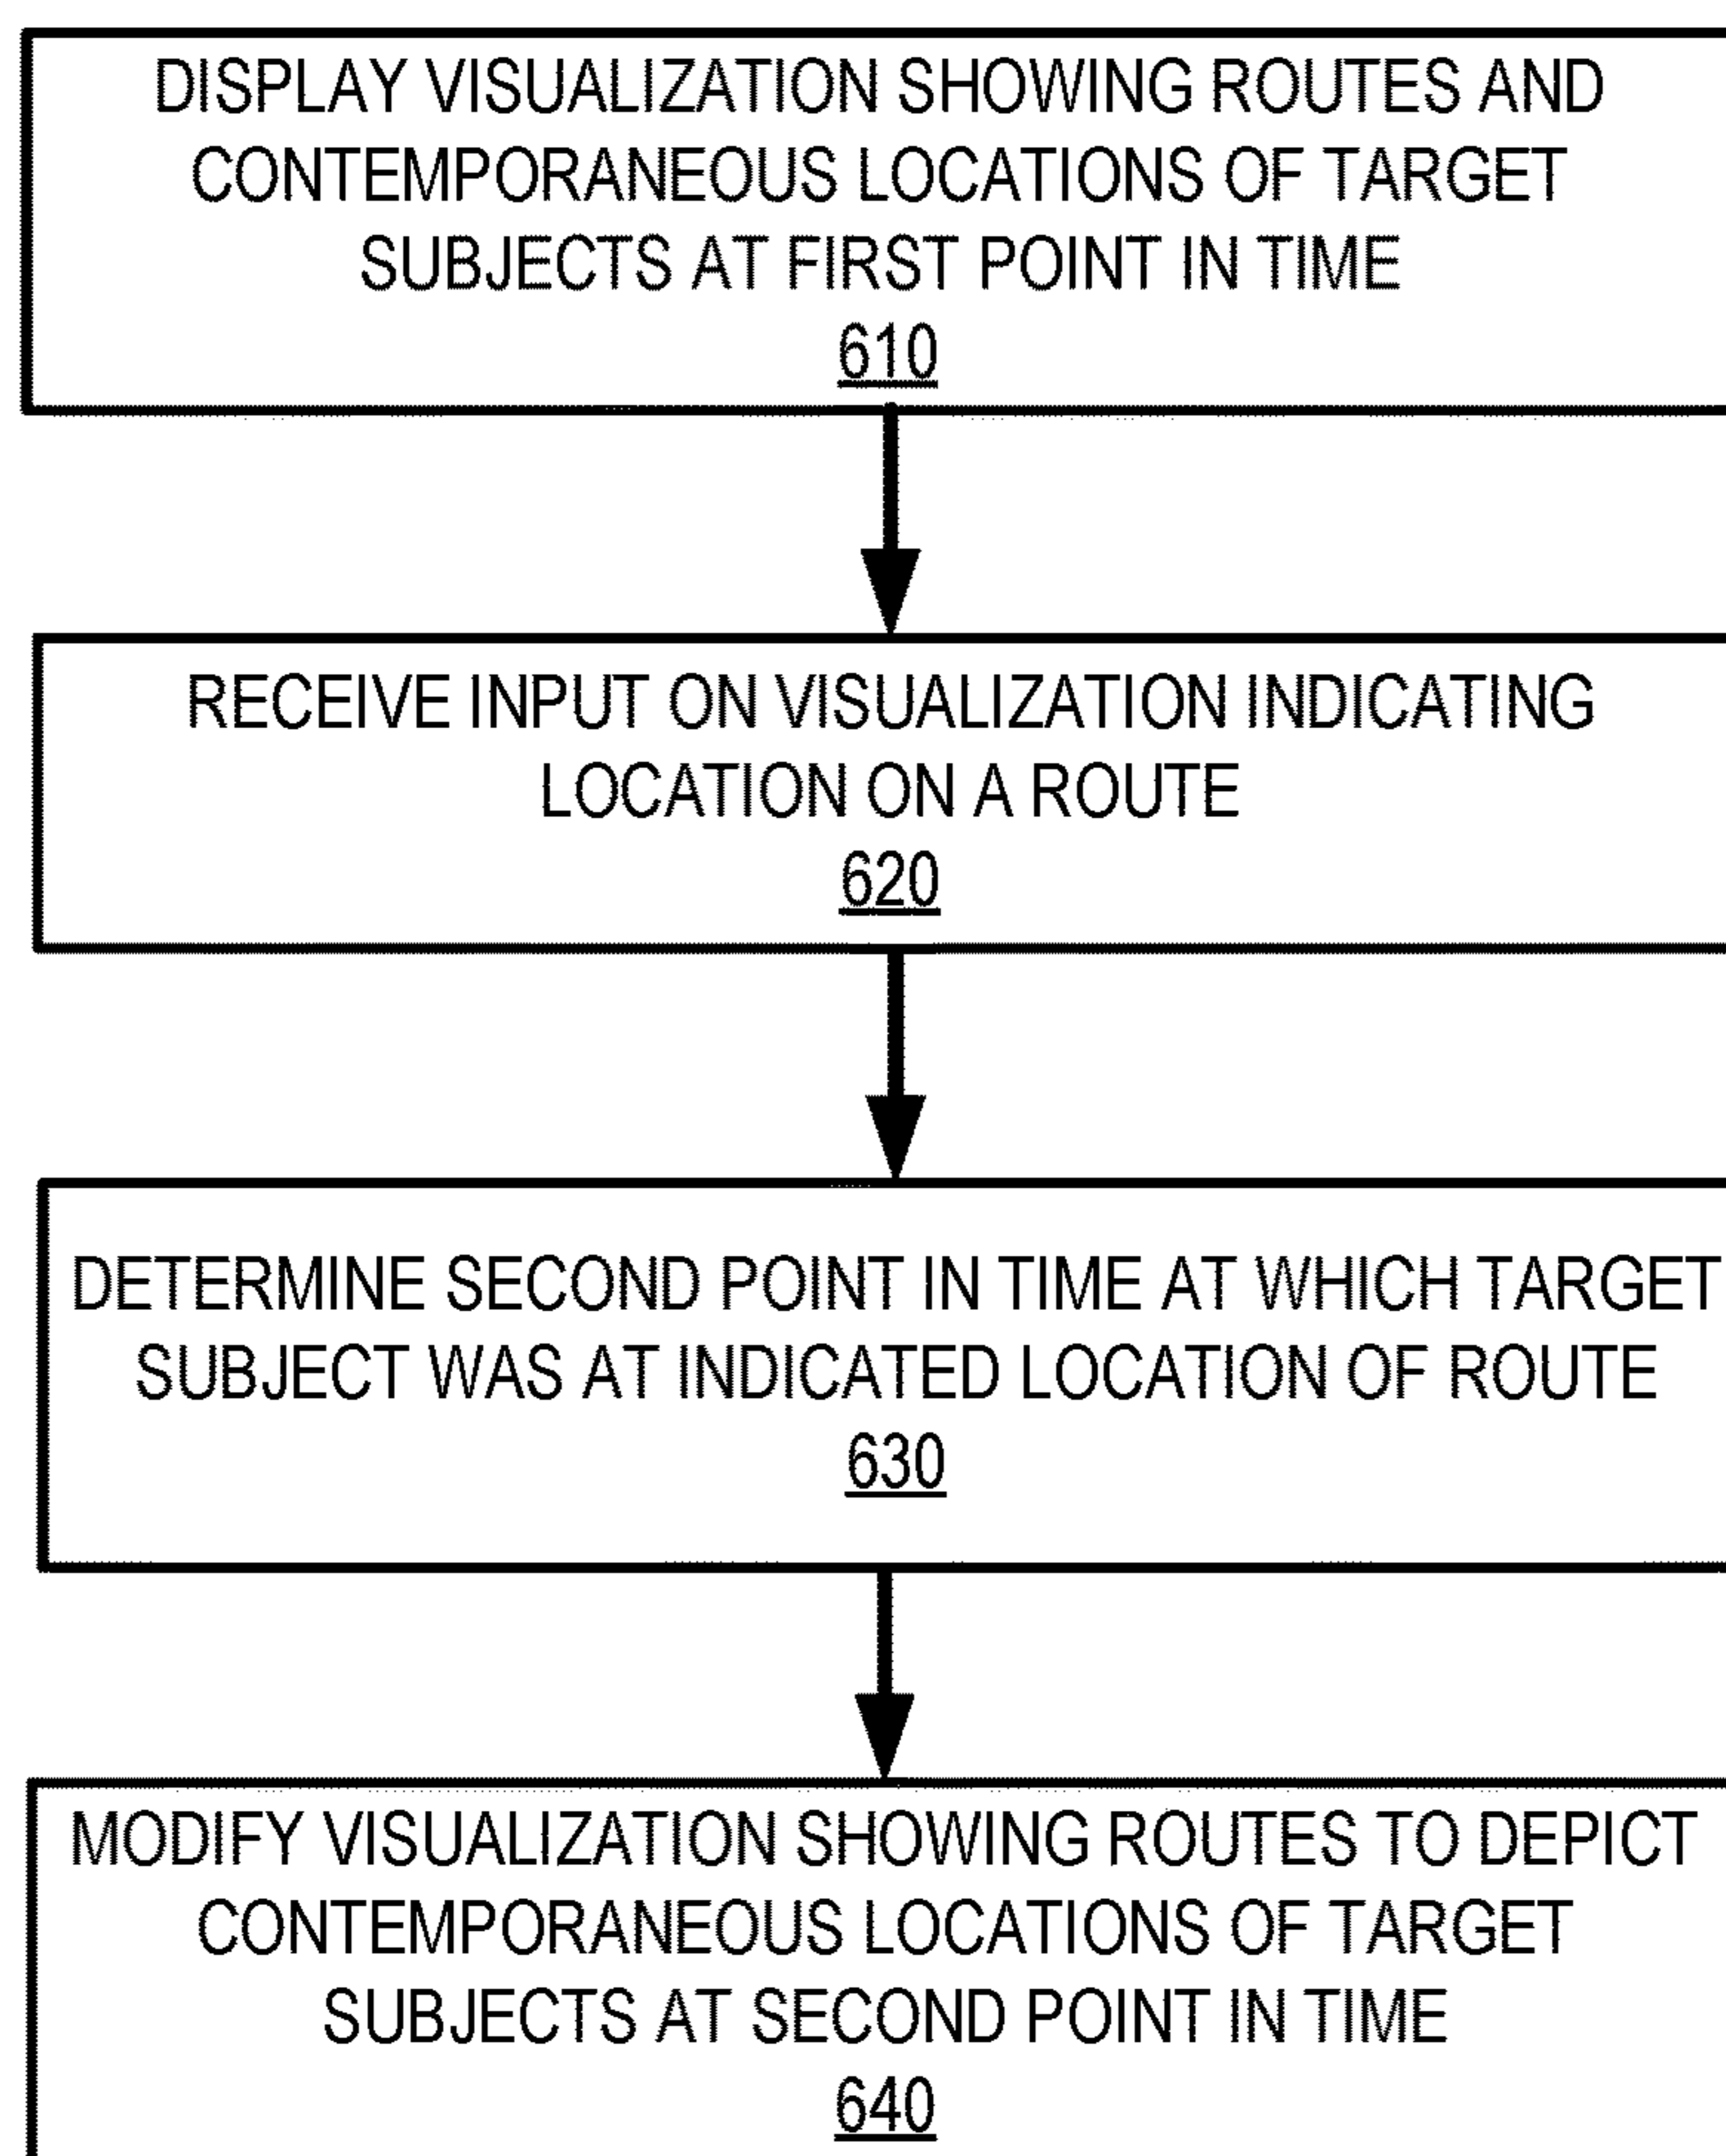 DISPLAY VISUALIZATION SHOWING ROUTES AND
CONTEMPORANEOUS LOCATIONS OF TARGET
SUBJECTS AT FIRST POINT IN TIME
610
RECEIVE INPUT ON VISUALIZATION INDICATING
LOCATION ON A ROUTE
620
DETERMINE SECOND POINT IN TIME AT WHICH TARGET
SUBJECT WAS AT INDICATED LOCATION OF ROUTE
630
MODIFY VISUALIZATION SHOWING ROUTES TO DEPICT
CONTEMPORANEOUS LOCATIONS OF TARGET
SUBJECTS AT SECOND POINT IN TIME
640